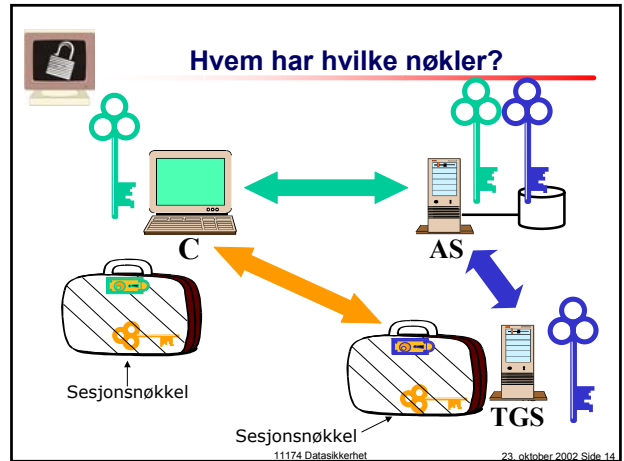 Hvem har hvilke nøkler?
C
AS
Sesjonsnøkkel
TGS
Sesjonsnøkkel
11174 Datasikkerhet
23. oktober 2002 Side 14